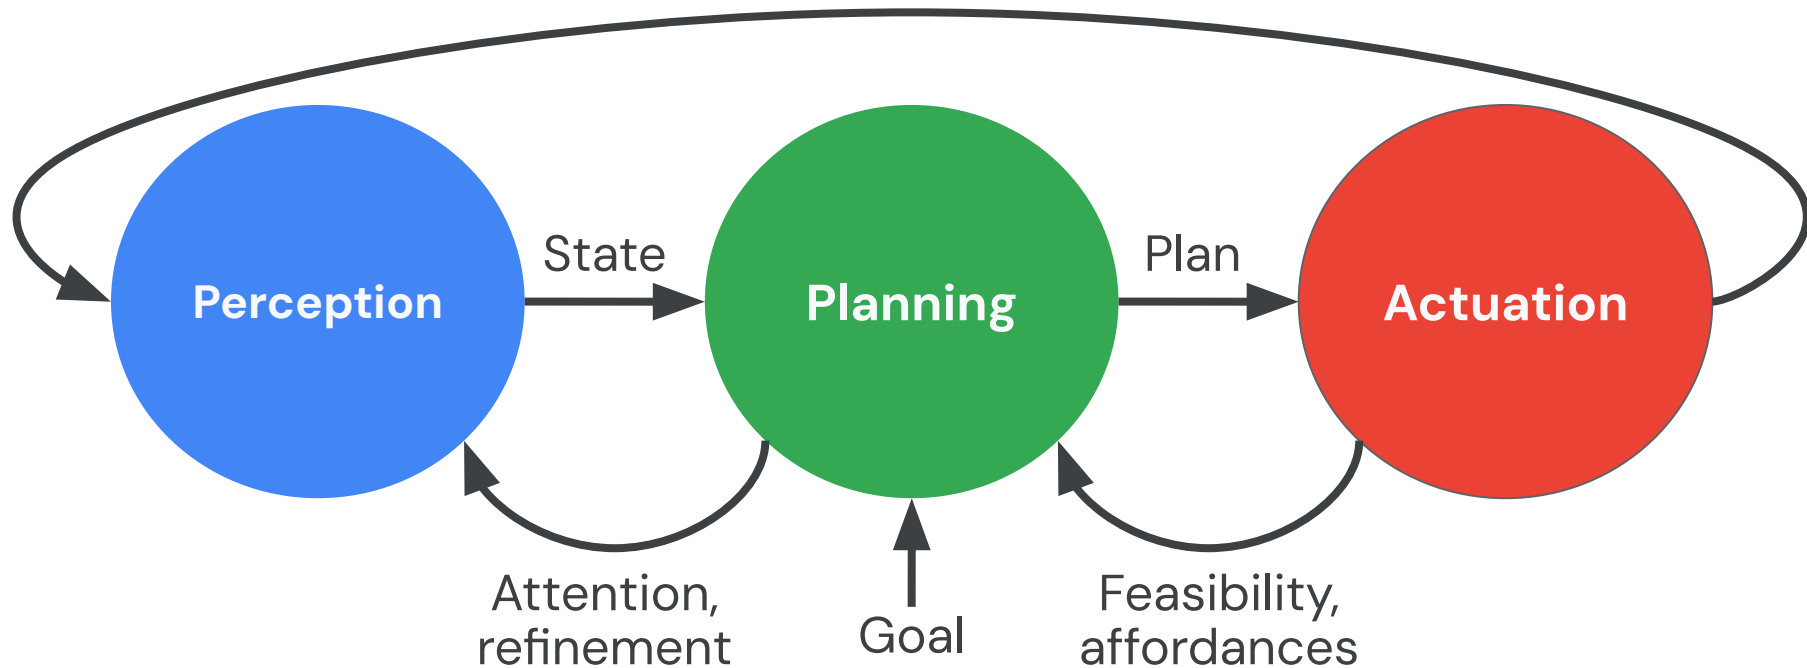 State
Plan
Perception
Planning
Actuation
Attention,
refinement
Goal
Feasibility,
affordances